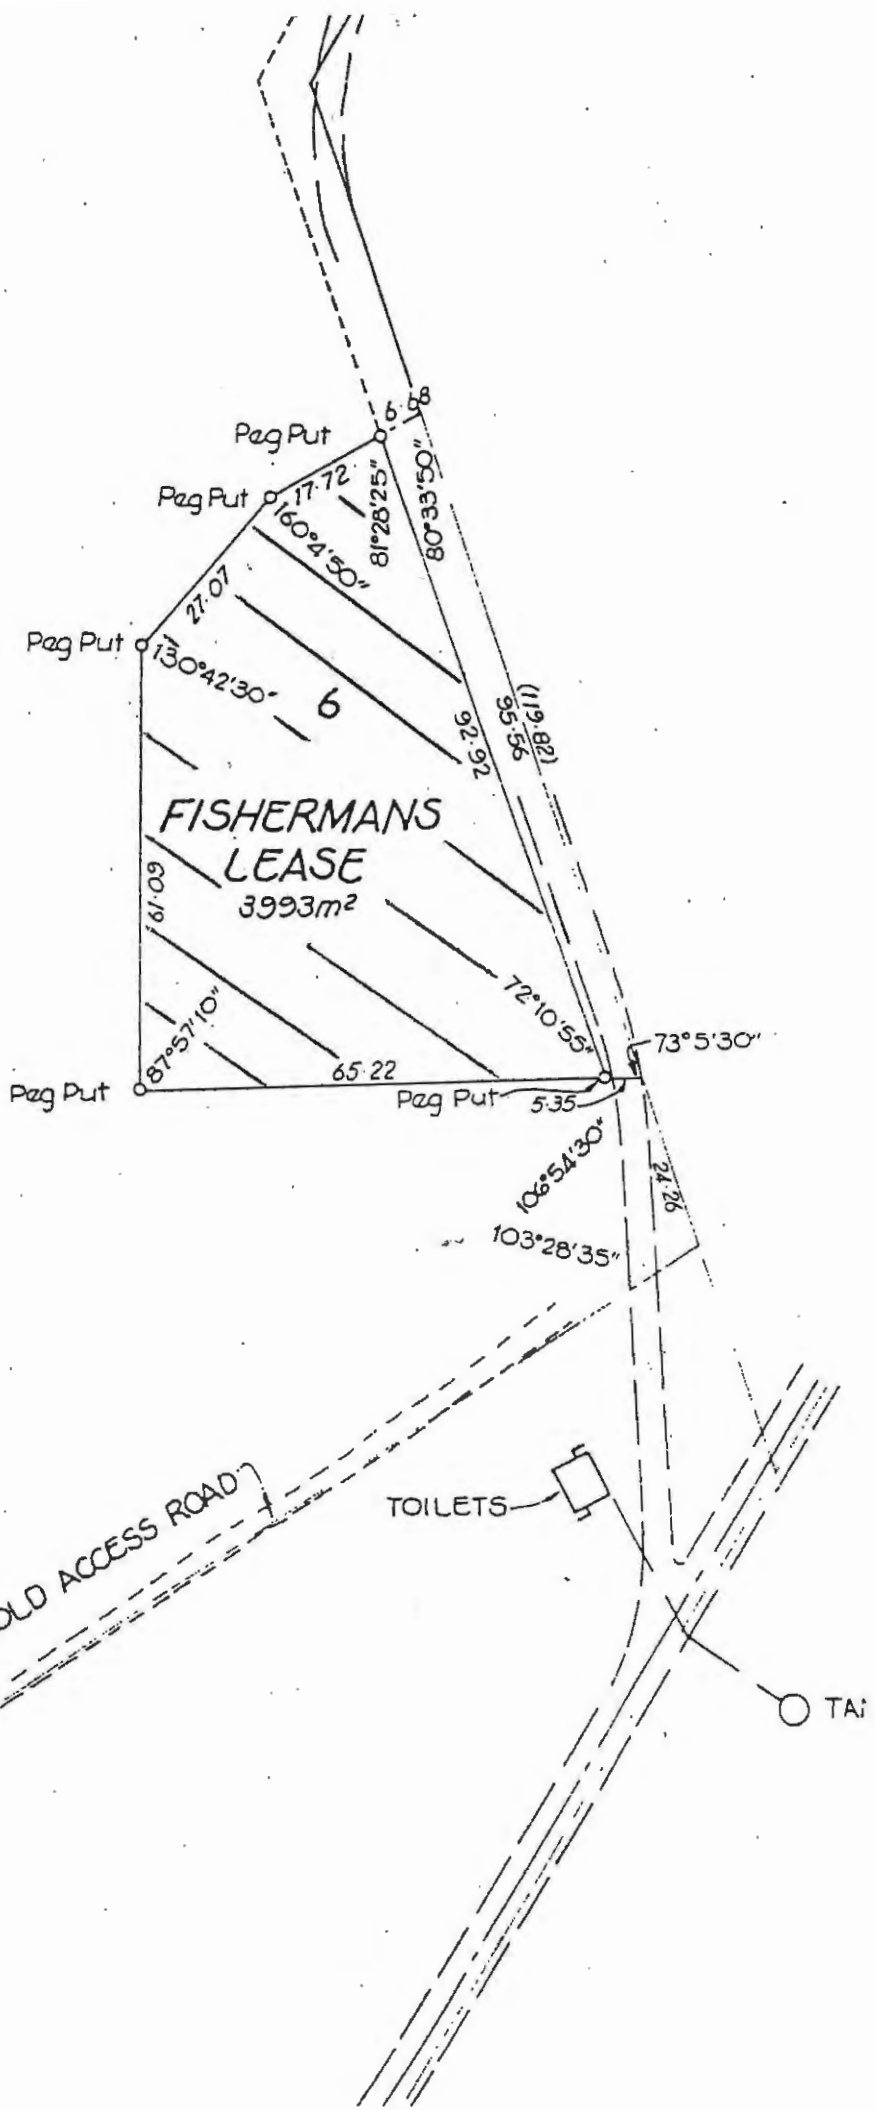 6·68
Peg Put
Peg Put
17·72
81°28'25"
80°33'50"
160°4'50"
27·07
Peg Put
130°42'30"
6
(119.82)
95·56
92·92
FISHERMANS
LEASE
3993m²
61·09
72°10'55"
87°57'10"
73°5'30"
65·22
Peg Put
Peg Put
5·35
106°54'30"
24·26
103°28'35"
OLD ACCESS ROAD
TOILETS